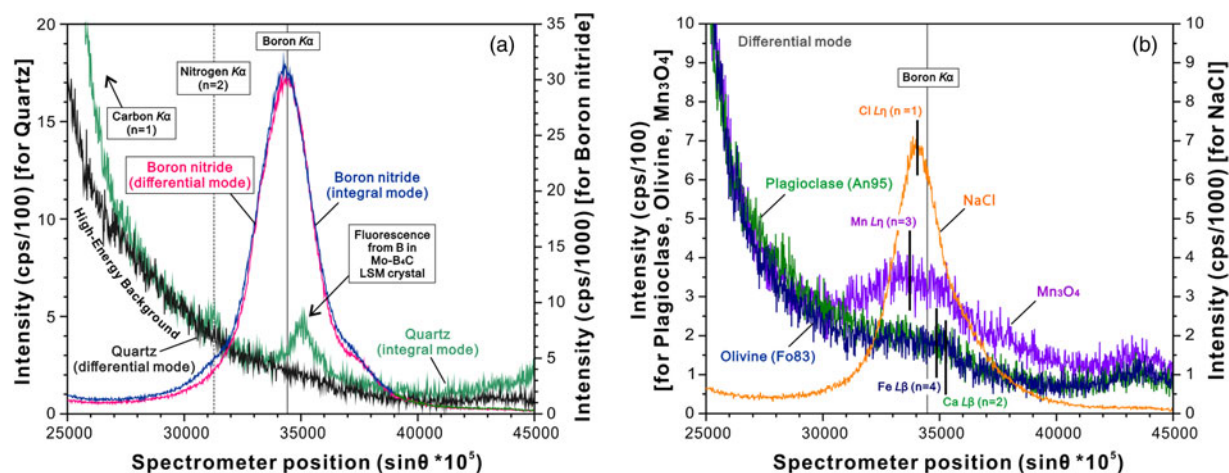 (a)
Intensity (cps/100) [for Quartz]
20
15
10
5
0
Carbon Kα
(n=1)
Nitrogen Kα
(n=2)
Boron Kα
Boron nitride
(differential mode)
Boron nitride
(integral mode)
High-Energy Background
Fluorescence
from B in
Mo-B₄C
LSM crystal
Quartz
(differential mode)
Quartz
(integral mode)
35
30
25
20
15
10
5
0
Intensity (cps/1000) [for Boron nitride]
25000 30000 35000 40000 45000
Spectrometer position (sinθ *10⁵)
(b)
Intensity (cps/100)
[for Plagioclase, Olivine, Mn₃O₄]
10
9
8
7
6
5
4
3
2
1
0
Differential mode
Boron Kα
Cl Lη (n =1)
Plagioclase (An95)
NaCl
Mn Lη (n=3)
Mn₃O₄
Olivine (Fo83)
Fe Lβ (n=4)
Ca Lβ (n=2)
10
9
8
7
6
5
4
3
2
1
0
Intensity (cps/1000) [for NaCl]
25000 30000 35000 40000 45000
Spectrometer position (sinθ *10⁵)